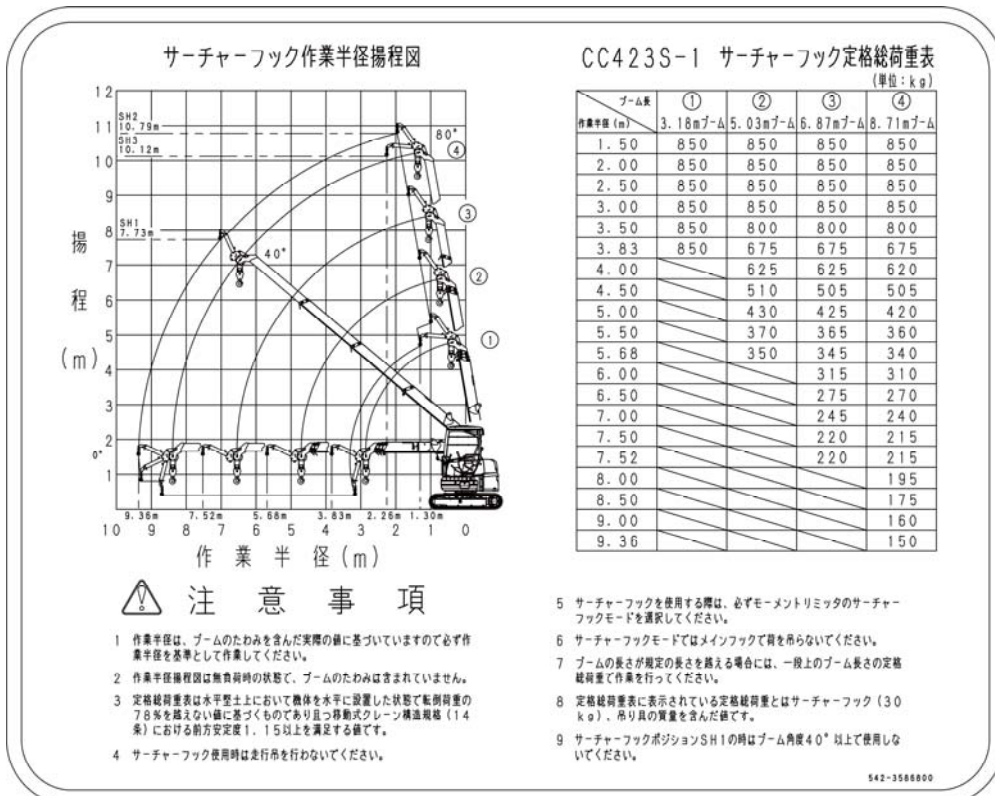 サーチャーフック作業半径揚程図
12
11
10
9
8
7
6
5
4
3
2
1
0°
揚程(m)
SH2
10.79m
SH3
10.12m
SH1
7.73m
80°
40°
④
③
②
①
9.36m 7.52m 5.68m 3.83m 2.26m 1.30m
10 9 8 7 6 5 4 3 2 1 0
作業半径(m)
CC423S-1 サーチャーフック定格総荷重表
(単位:kg)
ブーム長 ① ② ③ ④
作業半径(m) 3.18mブーム 5.03mブーム 6.87mブーム 8.71mブーム
1.50 850 850 850 850
2.00 850 850 850 850
2.50 850 850 850 850
3.00 850 850 850 850
3.50 850 800 800 800
3.83 850 675 675 675
4.00 625 625 620
4.50 510 505 505
5.00 430 425 420
5.50 370 365 360
5.68 350 345 340
6.00 315 310
6.50 275 270
7.00 245 240
7.50 220 215
7.52 220 215
8.00 195
8.50 175
9.00 160
9.36 150
注意事項
1 作業半径は、ブームのたわみを含んだ実際の値に基づいていますので必ず作
業半径を基準として作業してください。
2 作業半径揚程図は無負荷時の状態で、ブームのたわみは含まれていません。
3 定格総荷重表は水平堅土上において機体を水平に設置した状態で転倒荷重の
78%を越えない値に基づくものであり且つ移動式クレーン構造規格(14
条)における前方安定度1.15以上を満足する値です。
4 サーチャーフック使用時は走行吊を行わないでください。
5 サーチャーフックを使用する際は、必ずモーメントリミッタのサーチャー
フックモードを選択してください。
6 サーチャーフックモードではメインフックで荷を吊らないでください。
7 ブームの長さが規定の長さを越える場合には、一段上のブーム長さの定格
総荷重で作業を行ってください。
8 定格総荷重表に表示されている定格総荷重とはサーチャーフック(30
kg)、吊り具の質量を含んだ値です。
9 サーチャーフックポジションSH1の時はブーム角度40°以上で使用しな
いでください。
542-3586800